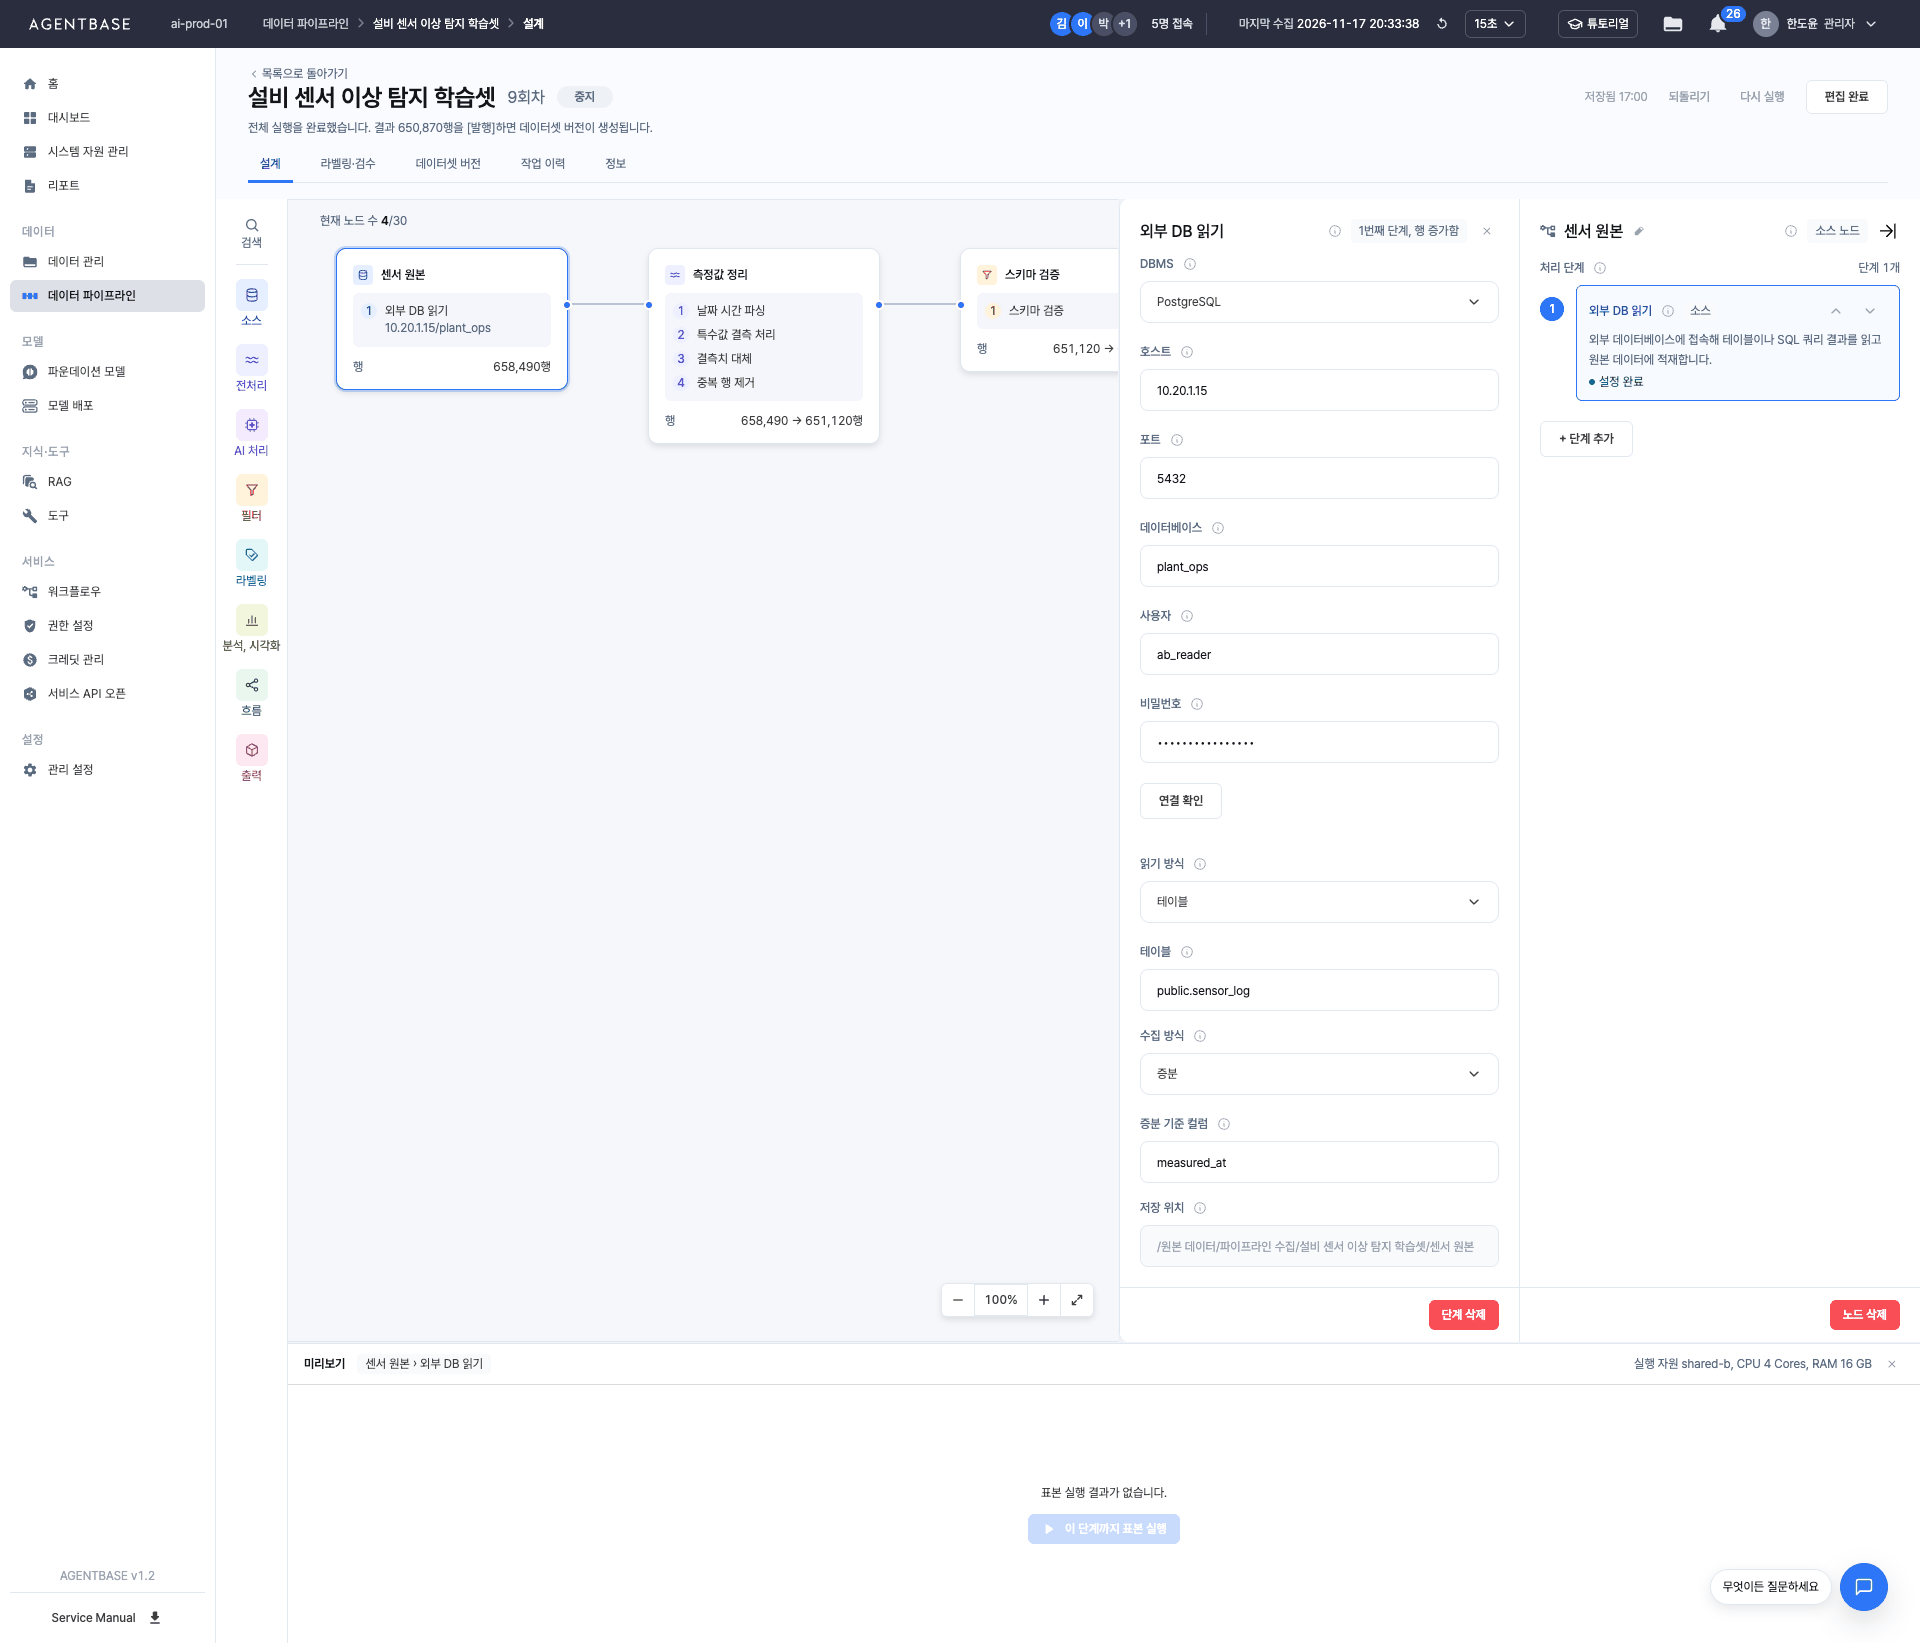 AGENTBASE
ai-prod-01
데이터 파이프라인 > 설비 센서 이상 탐지 학습셋 > 설계
김 이 박 +1 5명 접속
마지막 수집 2026-11-17 20:33:38
15초
튜토리얼
26
한 한도윤 관리자
홈
대시보드
시스템 자원 관리
리포트
데이터
데이터 관리
데이터 파이프라인
모델
파운데이션 모델
모델 배포
지식·도구
RAG
도구
서비스
워크플로우
권한 설정
크레딧 관리
서비스 API 오픈
설정
관리 설정
AGENTBASE v1.2
Service Manual
목록으로 돌아가기
설비 센서 이상 탐지 학습셋 9회차 중지
전체 실행을 완료했습니다. 결과 650,870행을 [발행]하면 데이터셋 버전이 생성됩니다.
저장됨 17:00 되돌리기 다시 실행 편집 완료
설계 라벨링·검수 데이터셋 버전 작업 이력 정보
검색
소스
전처리
AI 처리
필터
라벨링
분석, 시각화
흐름
출력
현재 노드 수 4/30
센서 원본
1 외부 DB 읽기
10.20.1.15/plant_ops
행 658,490행
측정값 정리
1 날짜 시간 파싱
2 특수값 결측 처리
3 결측치 대체
4 중복 행 제거
행 658,490 → 651,120행
스키마 검증
1 스키마 검증
행 651,120 →
100%
외부 DB 읽기
1번째 단계, 행 증가함
DBMS
PostgreSQL
호스트
10.20.1.15
포트
5432
데이터베이스
plant_ops
사용자
ab_reader
비밀번호
••••••••••••••••
연결 확인
읽기 방식
테이블
테이블
public.sensor_log
수집 방식
증분
증분 기준 컬럼
measured_at
저장 위치
/원본 데이터/파이프라인 수집/설비 센서 이상 탐지 학습셋/센서 원본
단계 삭제
센서 원본
소스 노드
처리 단계
단계 1개
1 외부 DB 읽기 소스
외부 데이터베이스에 접속해 테이블이나 SQL 쿼리 결과를 읽고
원본 데이터에 적재합니다.
설정 완료
+ 단계 추가
노드 삭제
미리보기 센서 원본 › 외부 DB 읽기
실행 자원 shared-b, CPU 4 Cores, RAM 16 GB
표본 실행 결과가 없습니다.
이 단계까지 표본 실행
무엇이든 질문하세요